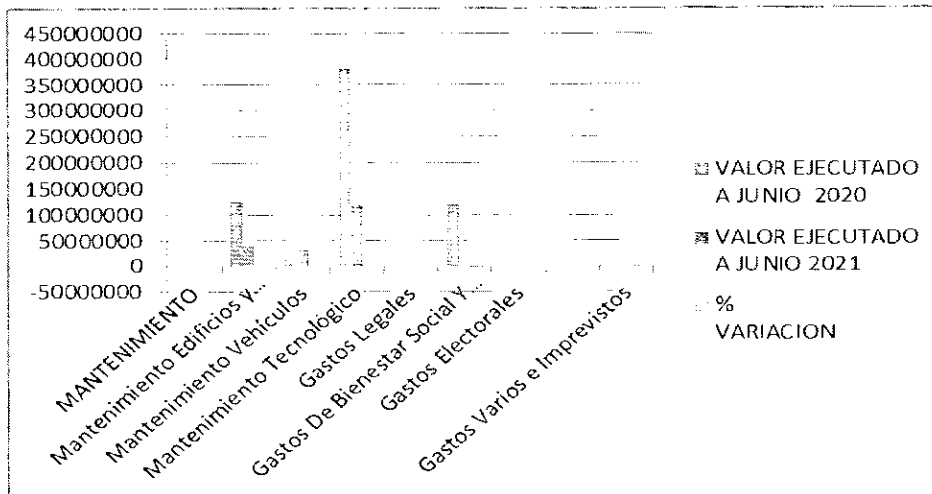 450000000
400000000
350000000
300000000
250000000
200000000
150000000
100000000
50000000
0
-50000000
MANTENIMIENTO
Mantenimiento Edificios y...
Mantenimiento Vehículos
Mantenimiento Tecnológico
Gastos Legales
Gastos De Bienestar Social y...
Gastos Electorales
Gastos Varios e Imprevistos
VALOR EJECUTADO
A JUNIO 2020
VALOR EJECUTADO
A JUNIO 2021
%
VARIACION